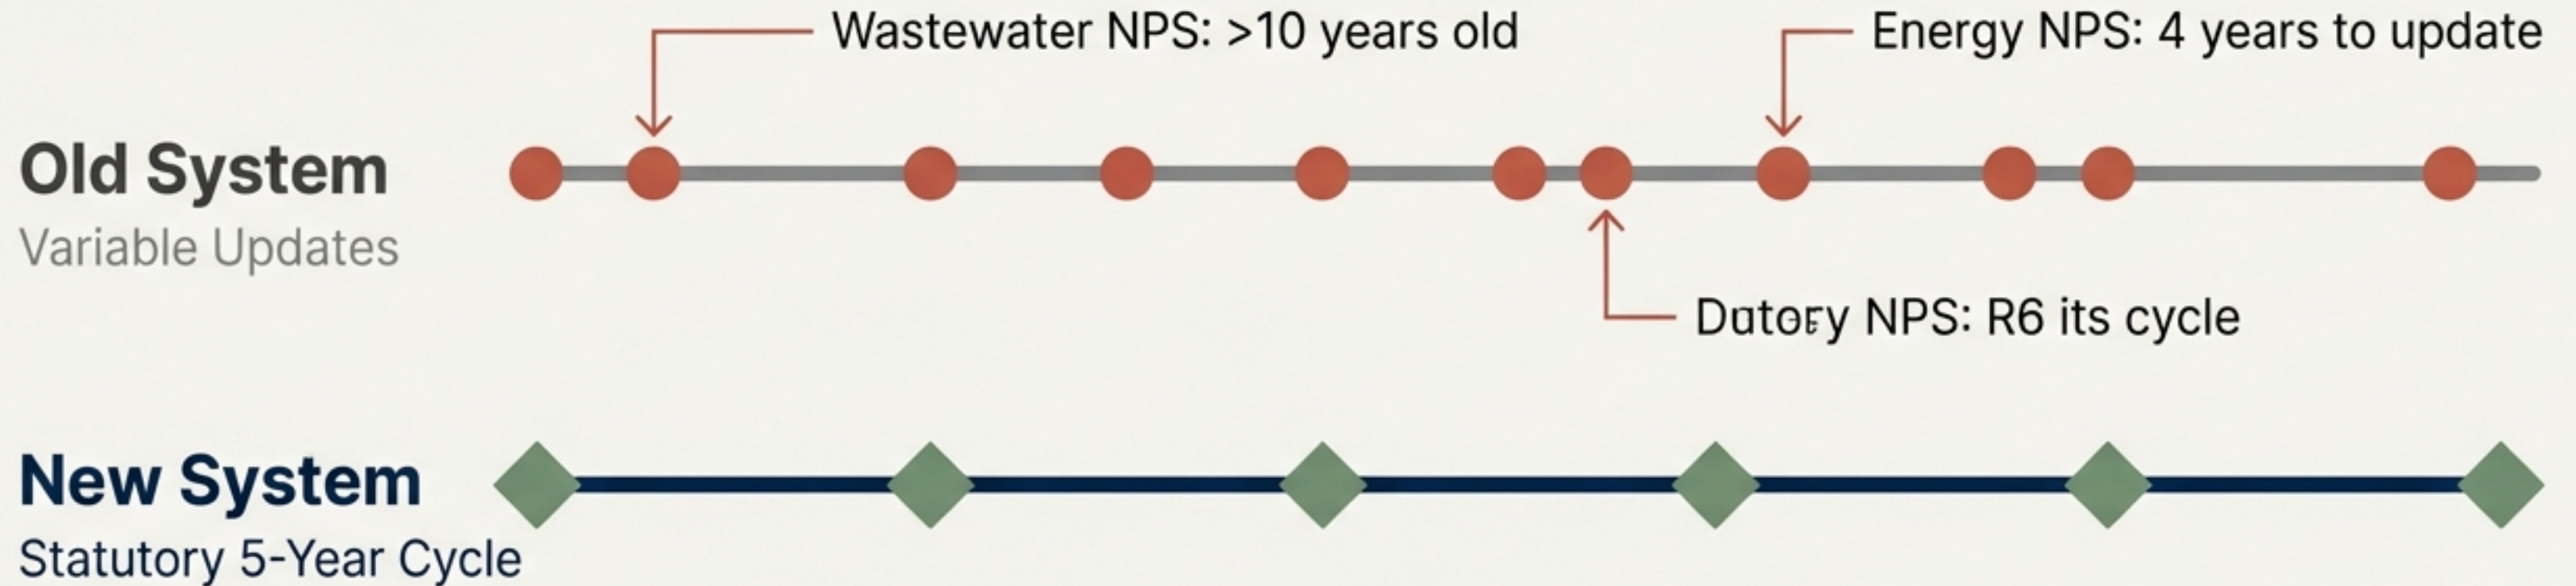 Wastewater NPS: >10 years old
Energy NPS: 4 years to update
Old System
Variable Updates
NPS: R6 its cycle
New System
Statutory 5-Year Cycle